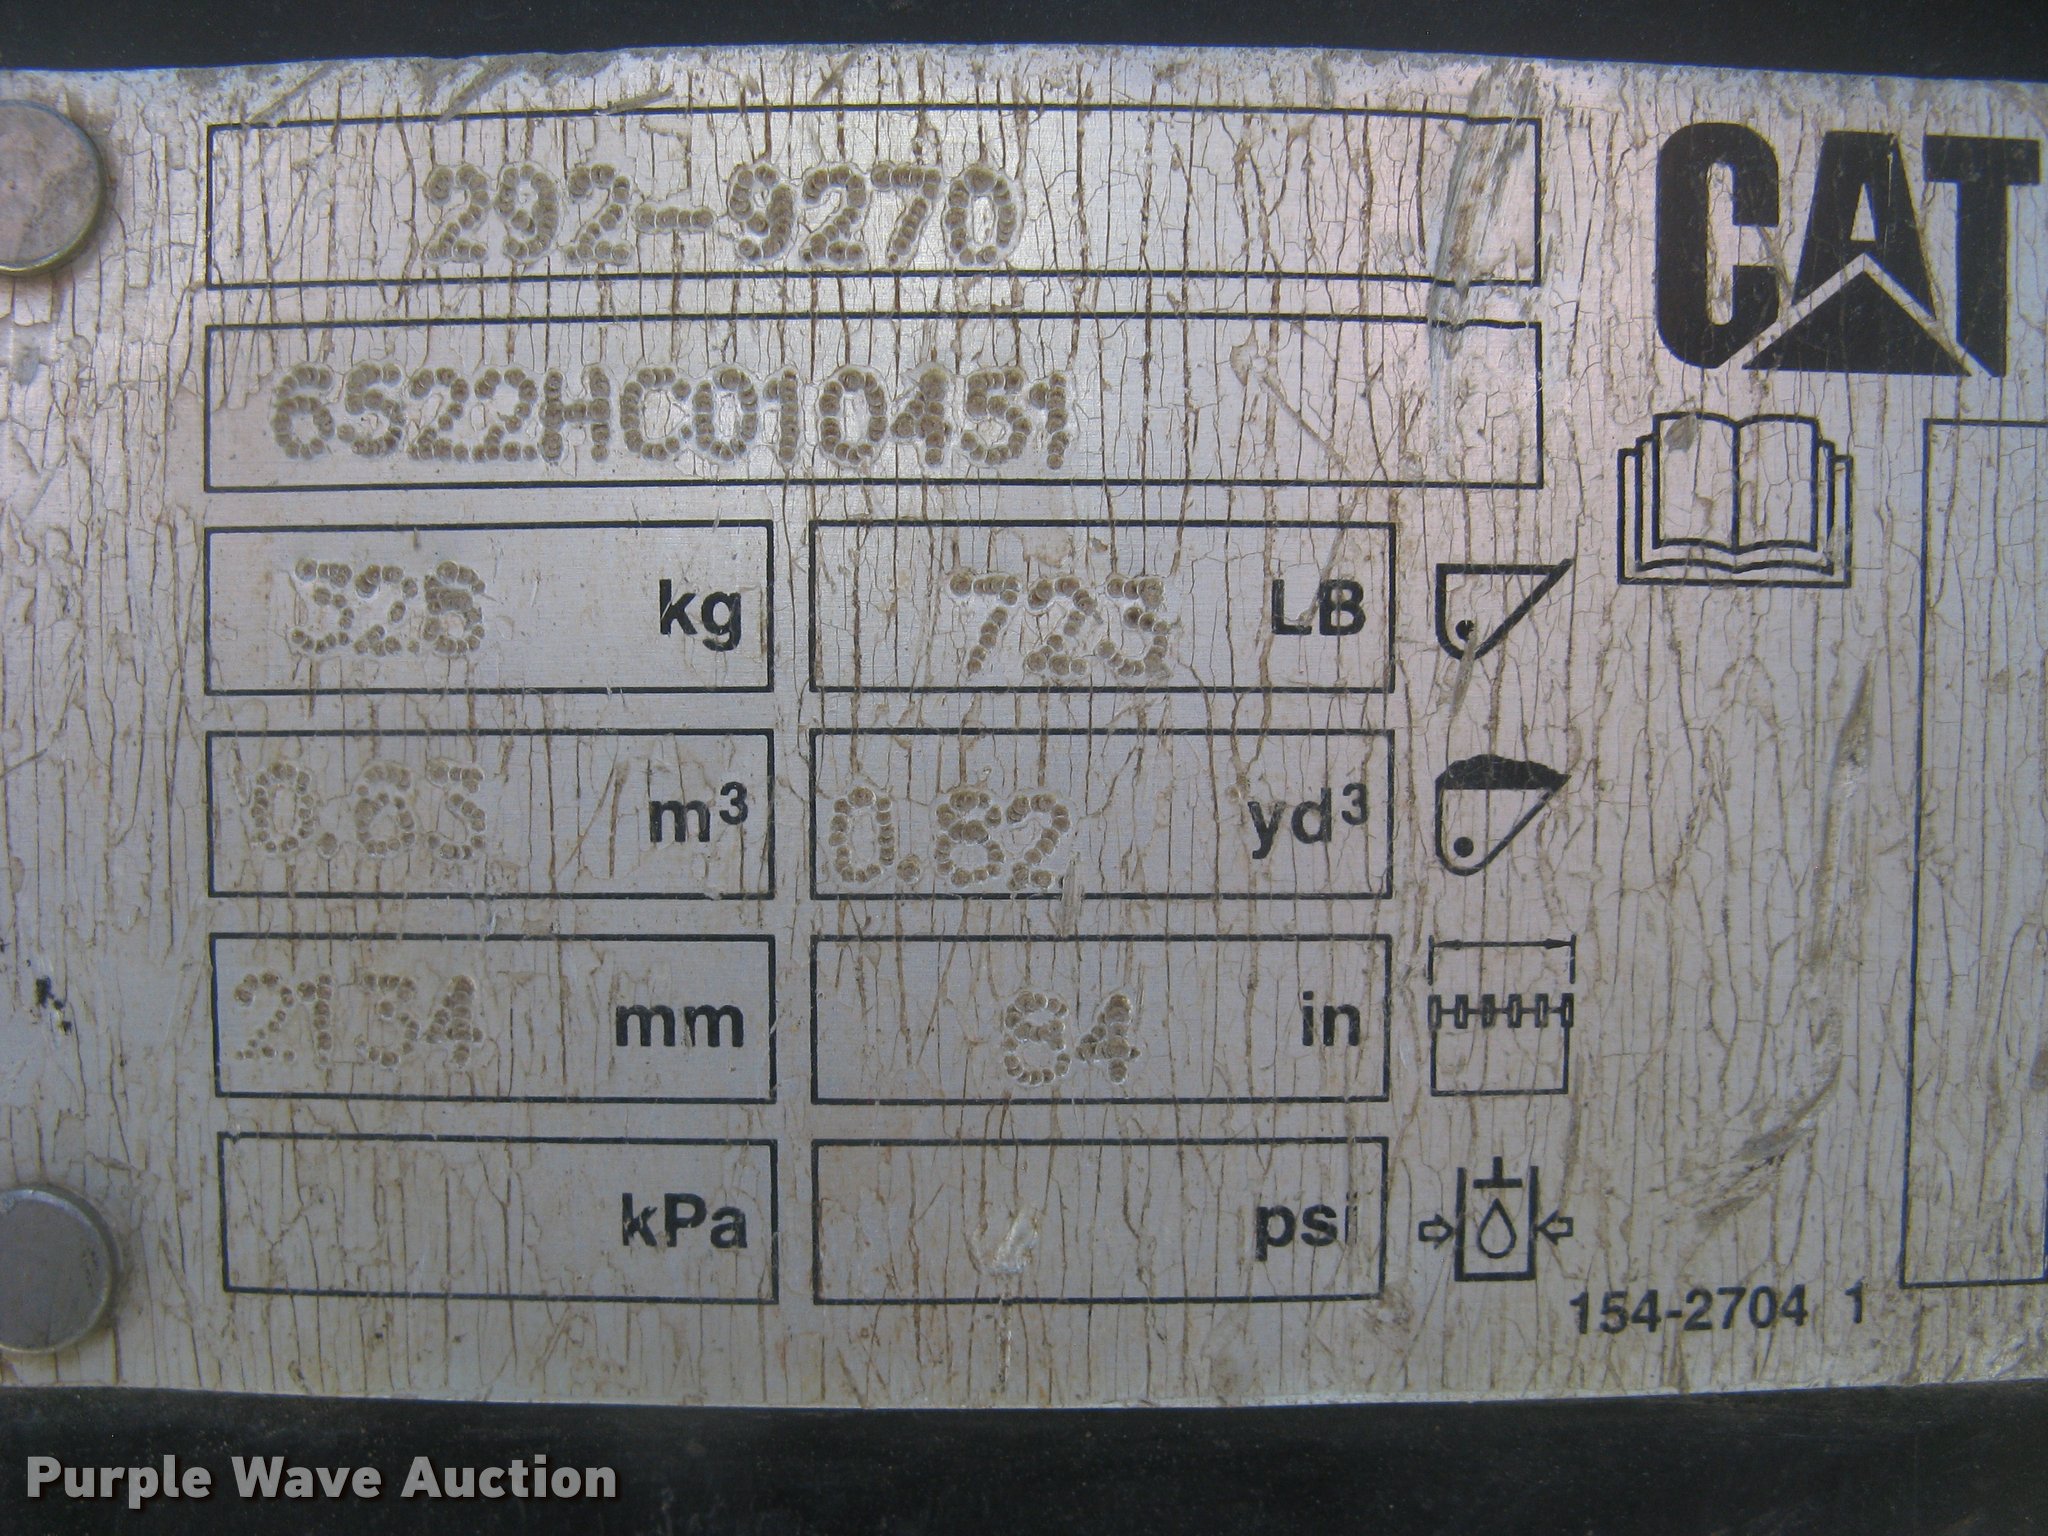 CAT
292-9270
6S22HC010451
328 kg 723 LB
0.63 m³ 0.82 yd³
2134 mm 84 in
kPa psi
154-2704 1
Purple Wave Auction